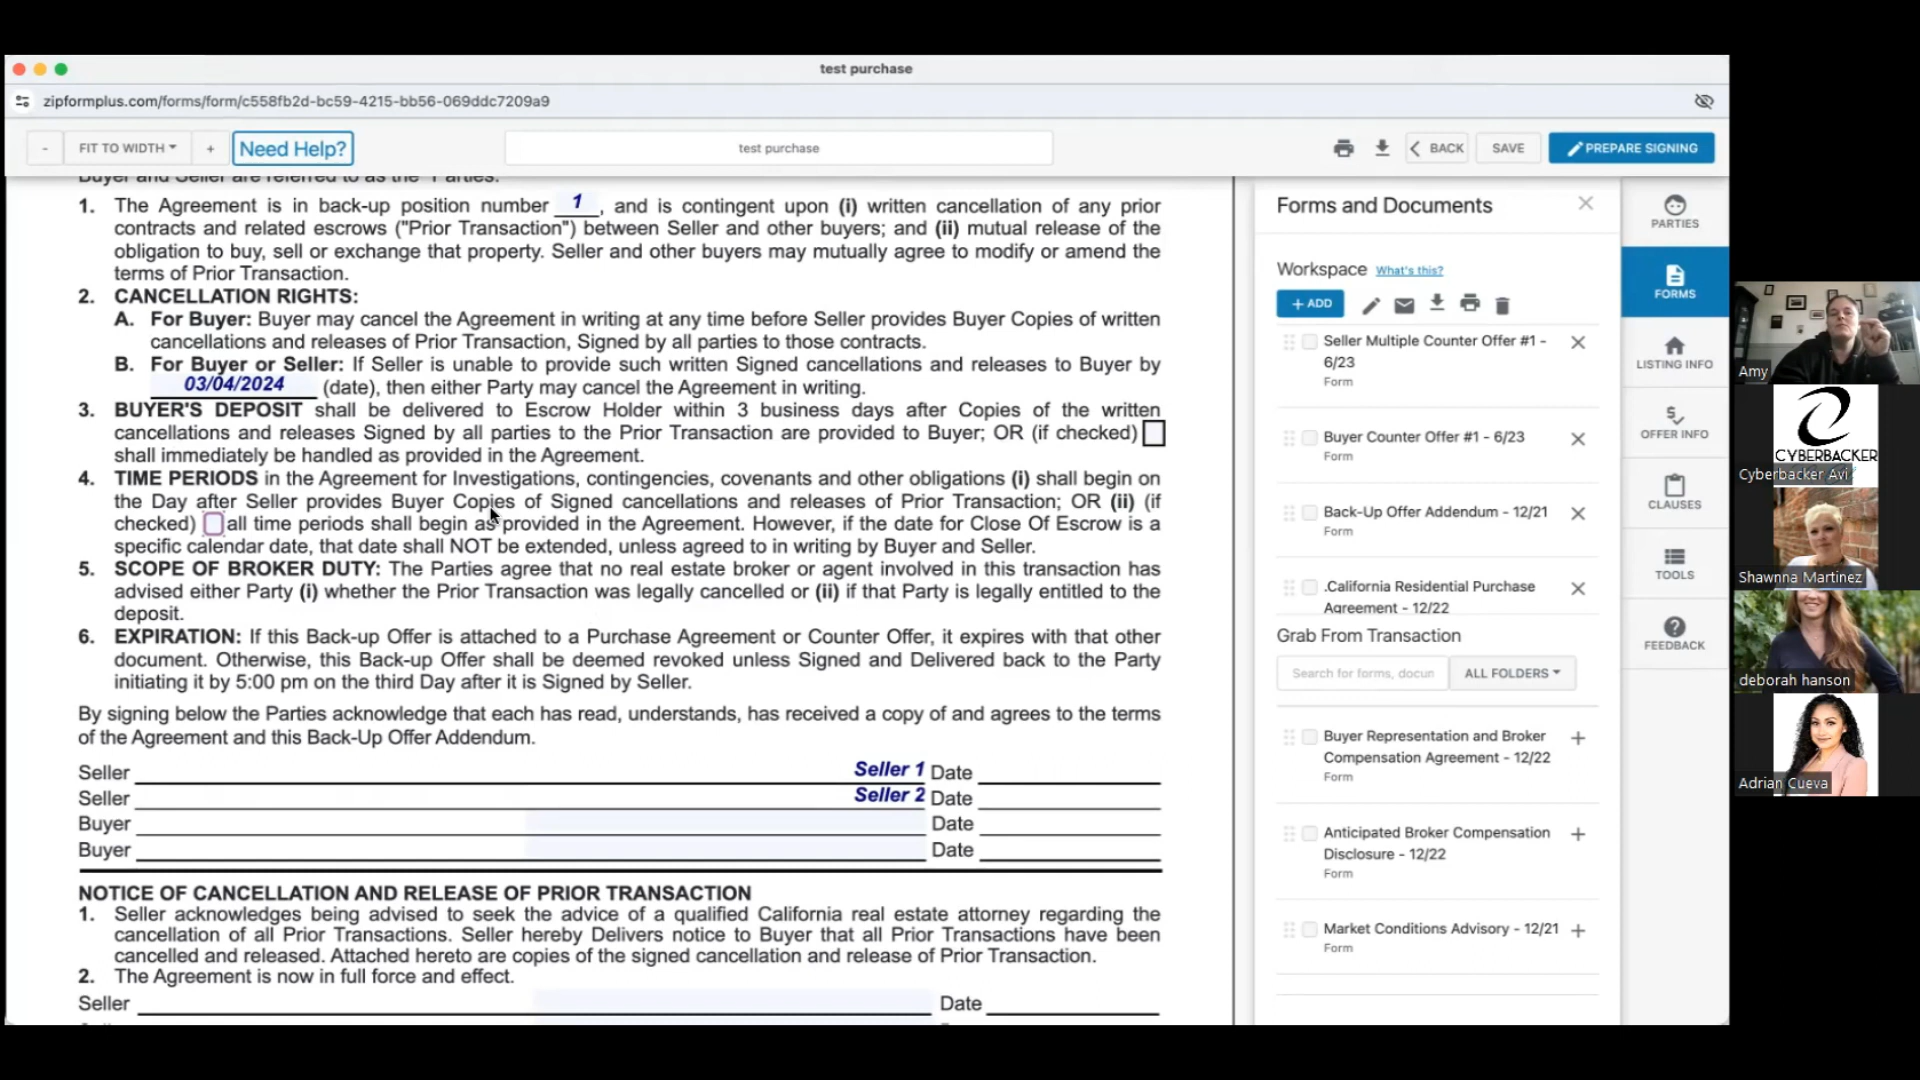 test purchase
zipformplus.com/forms/form/c558fb2d-bc59-4215-bb56-069ddc7209a9
- FIT TO WIDTH + Need Help? test purchase BACK SAVE PREPARE SIGNING
Buyer and Seller are referred to as the "Parties."
1. The Agreement is in back-up position number 1, and is contingent upon (i) written cancellation of any prior
contracts and related escrows ("Prior Transaction") between Seller and other buyers; and (ii) mutual release of the
obligation to buy, sell or exchange that property. Seller and other buyers may mutually agree to modify or amend the
terms of Prior Transaction.
2. CANCELLATION RIGHTS:
A. For Buyer: Buyer may cancel the Agreement in writing at any time before Seller provides Buyer Copies of written
cancellations and releases of Prior Transaction, Signed by all parties to those contracts.
B. For Buyer or Seller: If Seller is unable to provide such written Signed cancellations and releases to Buyer by
03/04/2024 (date), then either Party may cancel the Agreement in writing.
3. BUYER'S DEPOSIT shall be delivered to Escrow Holder within 3 business days after Copies of the written
cancellations and releases Signed by all parties to the Prior Transaction are provided to Buyer; OR (if checked)
shall immediately be handled as provided in the Agreement.
4. TIME PERIODS in the Agreement for Investigations, contingencies, covenants and other obligations (i) shall begin on
the Day after Seller provides Buyer Copies of Signed cancellations and releases of Prior Transaction; OR (ii) (if
checked) all time periods shall begin as provided in the Agreement. However, if the date for Close Of Escrow is a
specific calendar date, that date shall NOT be extended, unless agreed to in writing by Buyer and Seller.
5. SCOPE OF BROKER DUTY: The Parties agree that no real estate broker or agent involved in this transaction has
advised either Party (i) whether the Prior Transaction was legally cancelled or (ii) if that Party is legally entitled to the
deposit.
6. EXPIRATION: If this Back-up Offer is attached to a Purchase Agreement or Counter Offer, it expires with that other
document. Otherwise, this Back-up Offer shall be deemed revoked unless Signed and Delivered back to the Party
initiating it by 5:00 pm on the third Day after it is Signed by Seller.
By signing below the Parties acknowledge that each has read, understands, has received a copy of and agrees to the terms
of the Agreement and this Back-Up Offer Addendum.
Seller Seller 1 Date
Seller Seller 2 Date
Buyer Date
Buyer Date
NOTICE OF CANCELLATION AND RELEASE OF PRIOR TRANSACTION
1. Seller acknowledges being advised to seek the advice of a qualified California real estate attorney regarding the
cancellation of all Prior Transactions. Seller hereby Delivers notice to Buyer that all Prior Transactions have been
cancelled and released. Attached hereto are copies of the signed cancellation and release of Prior Transaction.
2. The Agreement is now in full force and effect.
Seller Date
Forms and Documents
Workspace What's this?
+ ADD
Seller Multiple Counter Offer #1 -
6/23
Form
Buyer Counter Offer #1 - 6/23
Form
Back-Up Offer Addendum - 12/21
Form
.California Residential Purchase
Agreement - 12/22
Grab From Transaction
Search for forms, docun ALL FOLDERS
Buyer Representation and Broker
Compensation Agreement - 12/22
Form
Anticipated Broker Compensation
Disclosure - 12/22
Form
Market Conditions Advisory - 12/21
Form
PARTIES
FORMS
LISTING INFO
OFFER INFO
CLAUSES
TOOLS
FEEDBACK
Amy
CYBERBACKER
Cyberbacker Avi
Shawnna Martinez
deborah hanson
Adrian Cueva